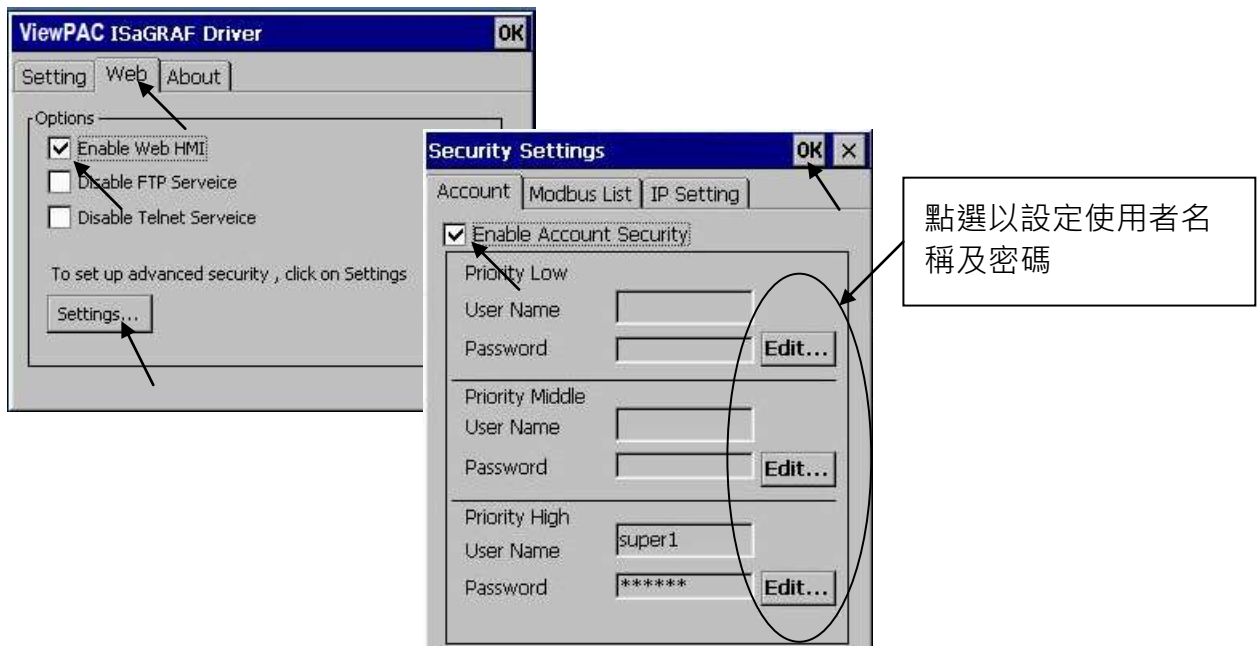 ViewPAC ISaGRAF Driver OK
Setting Web About
Options
Enable Web HMI
Disable FTP Serveice
Disable Telnet Serveice
To set up advanced security , click on Settings
Settings...
Security Settings OK ×
Account Modbus List IP Setting
Enable Account Security
Priority Low
User Name
Password Edit...
Priority Middle
User Name
Password Edit...
Priority High
User Name super1
Password ****** Edit...
點選以設定使用者名
稱及密碼